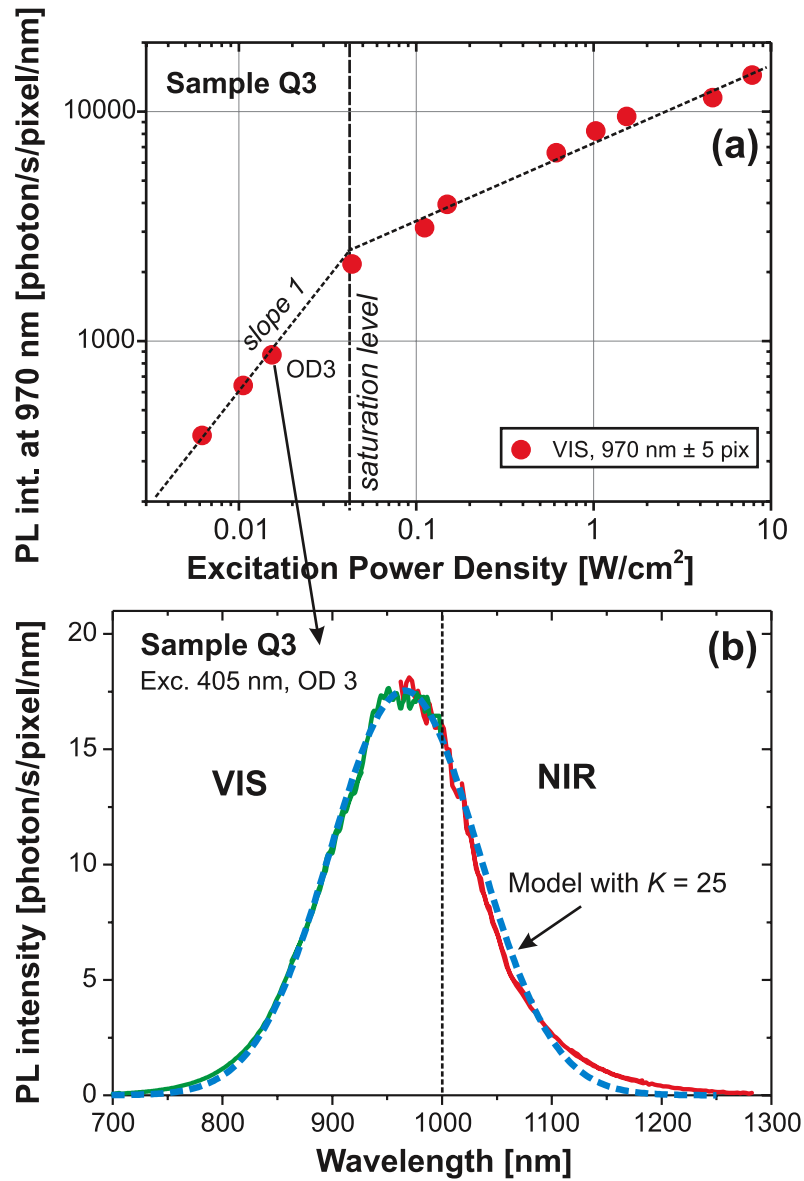 Sample Q3
(a)
10000
1000
PL int. at 970 nm [photon/s/pixel/nm]
slope 1
OD3
saturation level
VIS, 970 nm ± 5 pix
0.01 0.1 1 10
Excitation Power Density [W/cm²]
20
15
10
5
0
PL intensity [photon/s/pixel/nm]
Sample Q3
(b)
Exc. 405 nm, OD 3
VIS
NIR
Model with K = 25
700 800 900 1000 1100 1200 1300
Wavelength [nm]